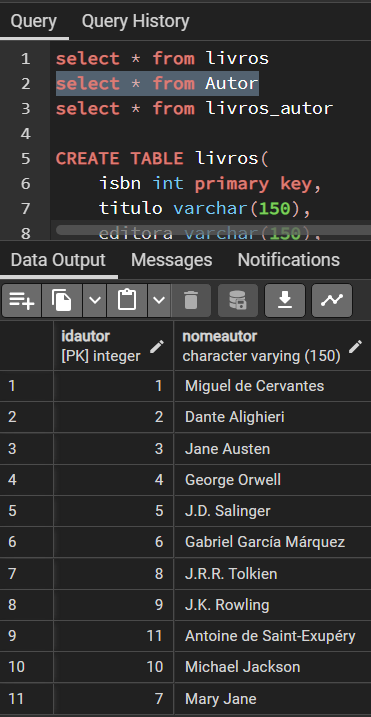 Query Query History
1 select * from livros
2 select * from Autor
3 select * from livros_autor
4
5 CREATE TABLE livros(
6 isbn int primary key,
7 titulo varchar(150),
8 editora varchar(150),
Data Output Messages Notifications
idautor nomeautor
[PK] integer character varying (150)
1 1 Miguel de Cervantes
2 2 Dante Alighieri
3 3 Jane Austen
4 4 George Orwell
5 5 J.D. Salinger
6 6 Gabriel García Márquez
7 8 J.R.R. Tolkien
8 9 J.K. Rowling
9 11 Antoine de Saint-Exupéry
10 10 Michael Jackson
11 7 Mary Jane